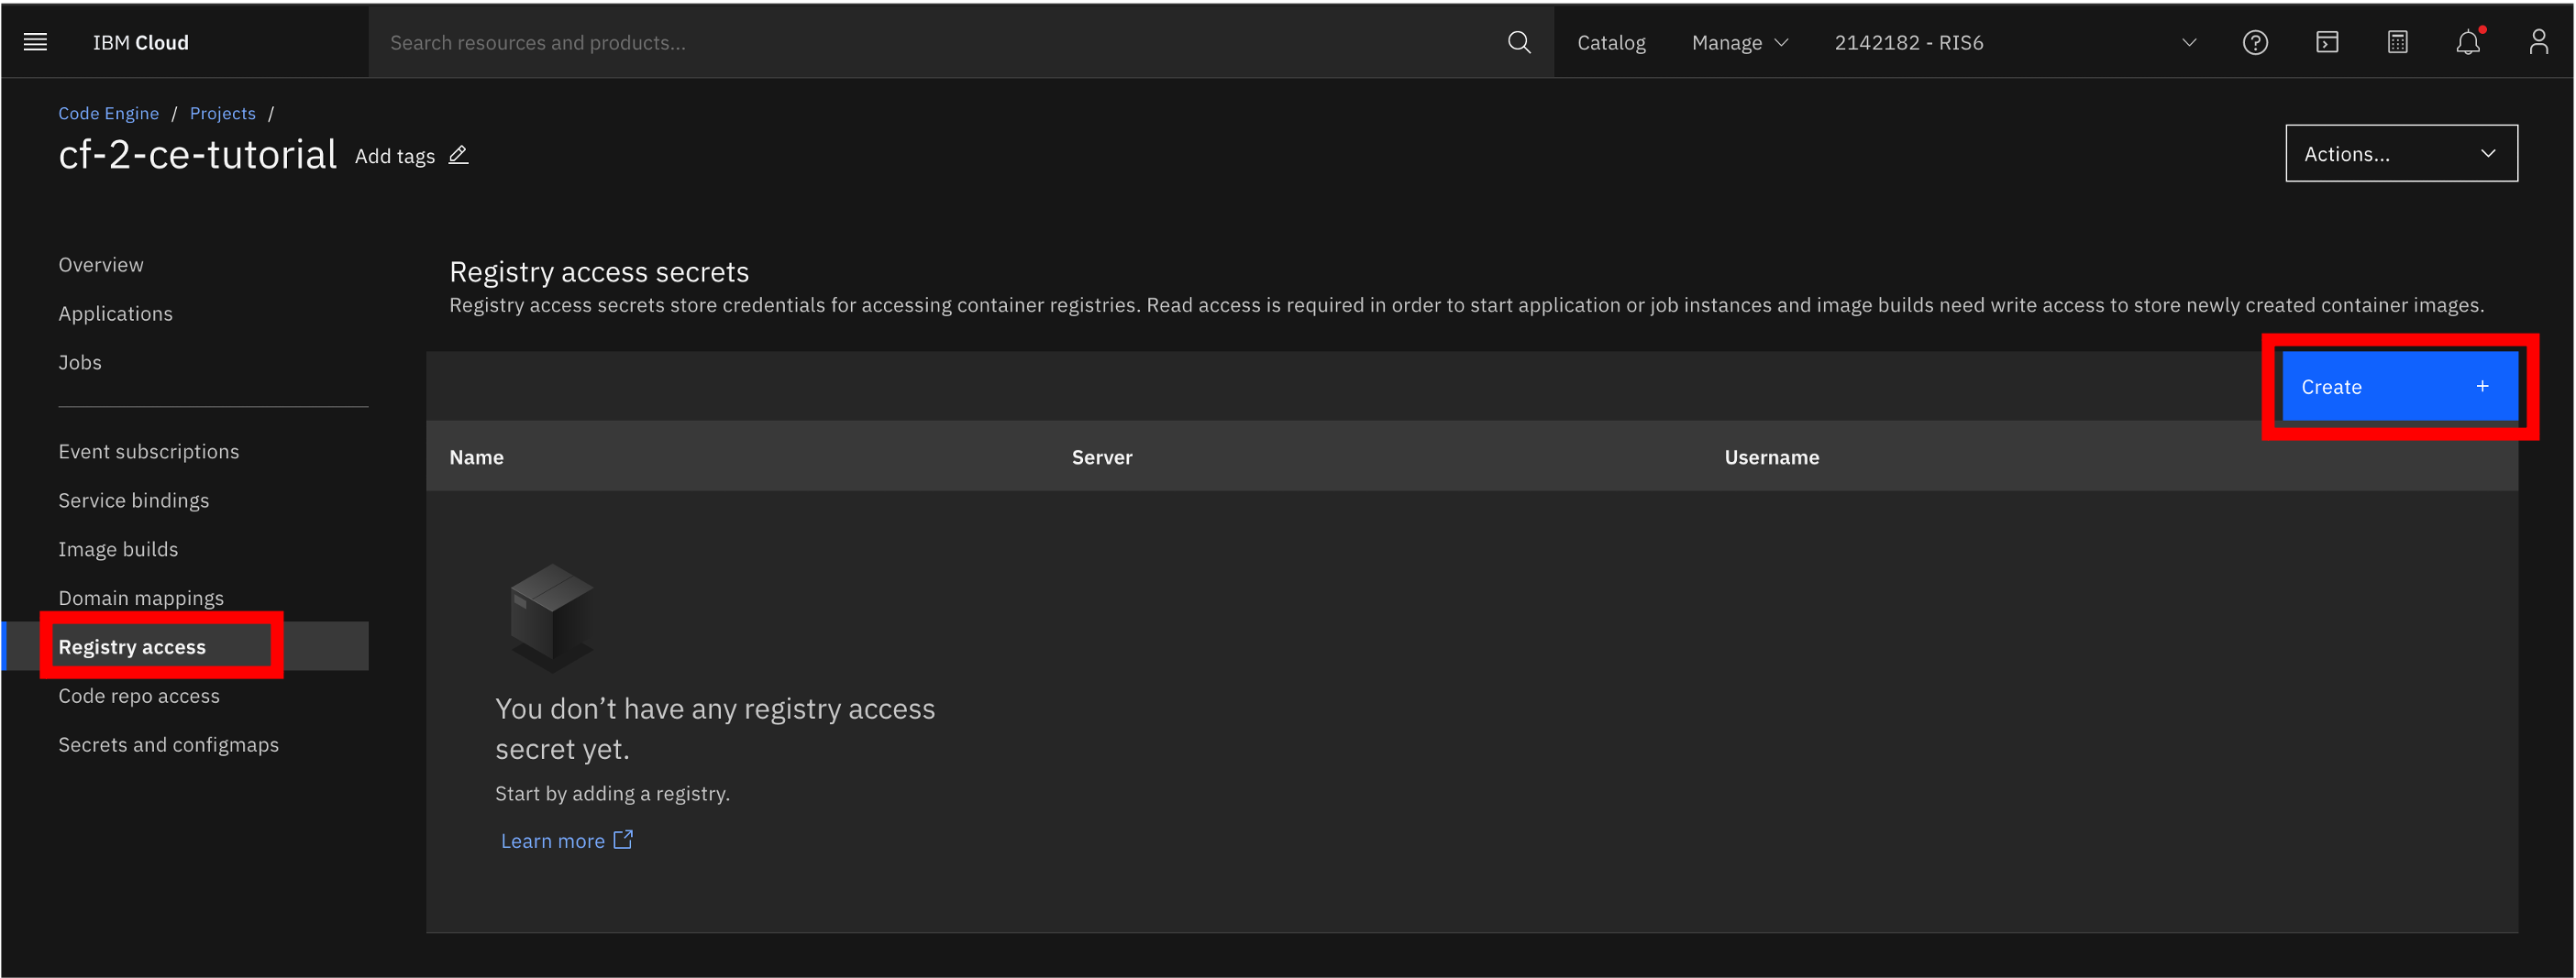 IBM Cloud
Search resources and products...
Catalog
Manage
2142182 - RIS6
Code Engine / Projects /
cf-2-ce-tutorial
Add tags
Actions...
Overview
Applications
Jobs
Event subscriptions
Service bindings
Image builds
Domain mappings
Registry access
Code repo access
Secrets and configmaps
Registry access secrets
Registry access secrets store credentials for accessing container registries. Read access is required in order to start application or job instances and image builds need write access to store newly created container images.
Create +
Name
Server
Username
You don’t have any registry access
secret yet.
Start by adding a registry.
Learn more